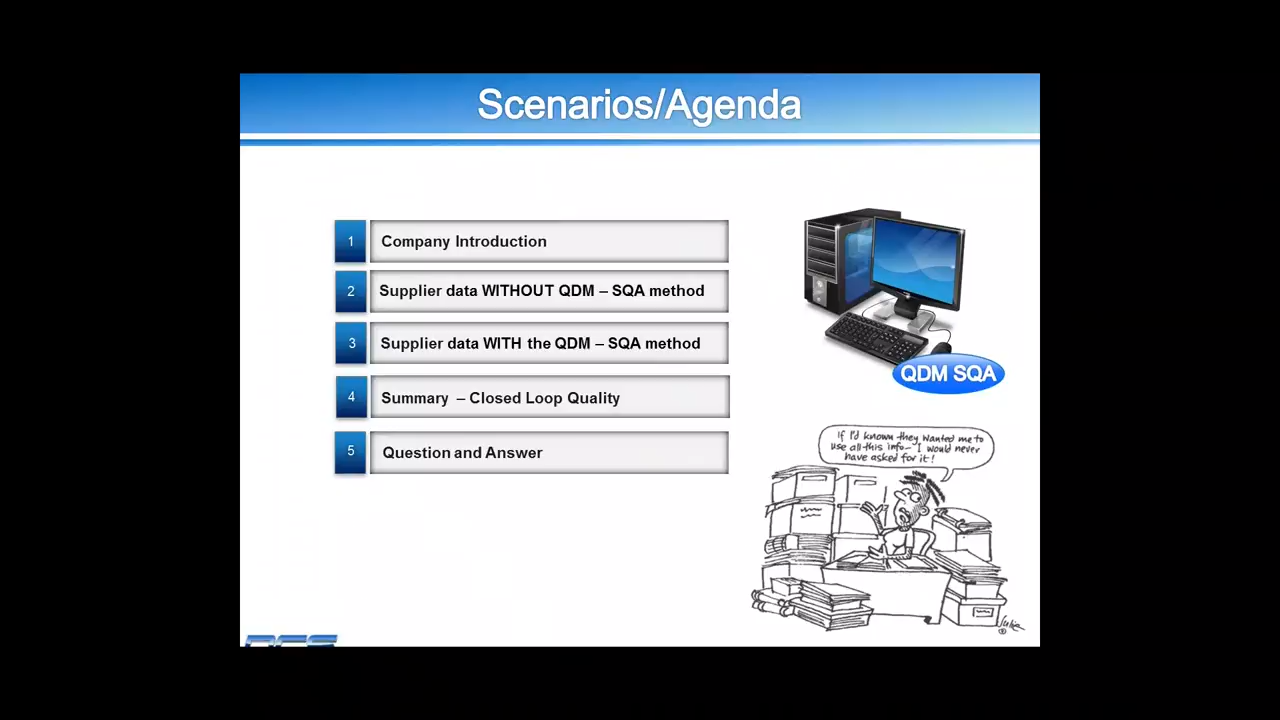 Scenarios/Agenda
1 Company Introduction
2 Supplier data WITHOUT QDM – SQA method
3 Supplier data WITH the QDM – SQA method
4 Summary – Closed Loop Quality
5 Question and Answer
QDM SQA
If I'd known they wanted me to
use all this info– I would never
have asked for it!